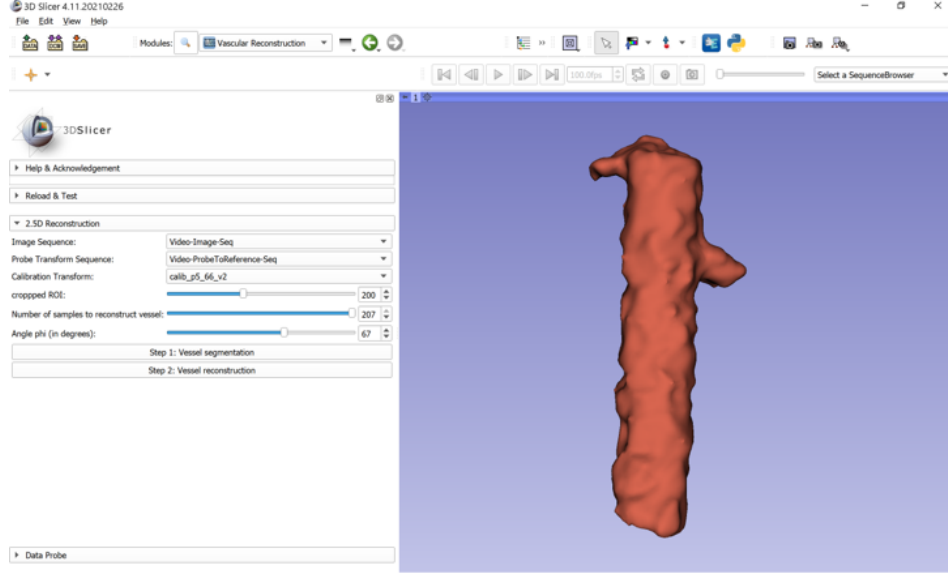 3D Slicer 4.11.20210226
File Edit View Help
DATA DCM SAVE Modules: Vascular Reconstruction 100.0fps Select a SequenceBrowser
1
3DSlicer
Help & Acknowledgement
Reload & Test
2.5D Reconstruction
Image Sequence: Video-Image-Seq
Probe Transform Sequence: Video-ProbeToReference-Seq
Calibration Transform: calib_p5_66_v2
croppped ROI: 200
Number of samples to reconstruct vessel: 207
Angle phi (in degrees): 67
Step 1: Vessel segmentation
Step 2: Vessel reconstruction
Data Probe